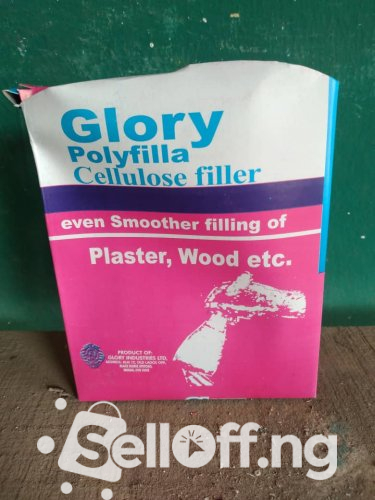 Glory
Polyfilla
Cellulose filler
even Smoother filling of
Plaster, Wood etc.
PRODUCT OF:
GLORY INDUSTRIES LTD.
SellOff.ng